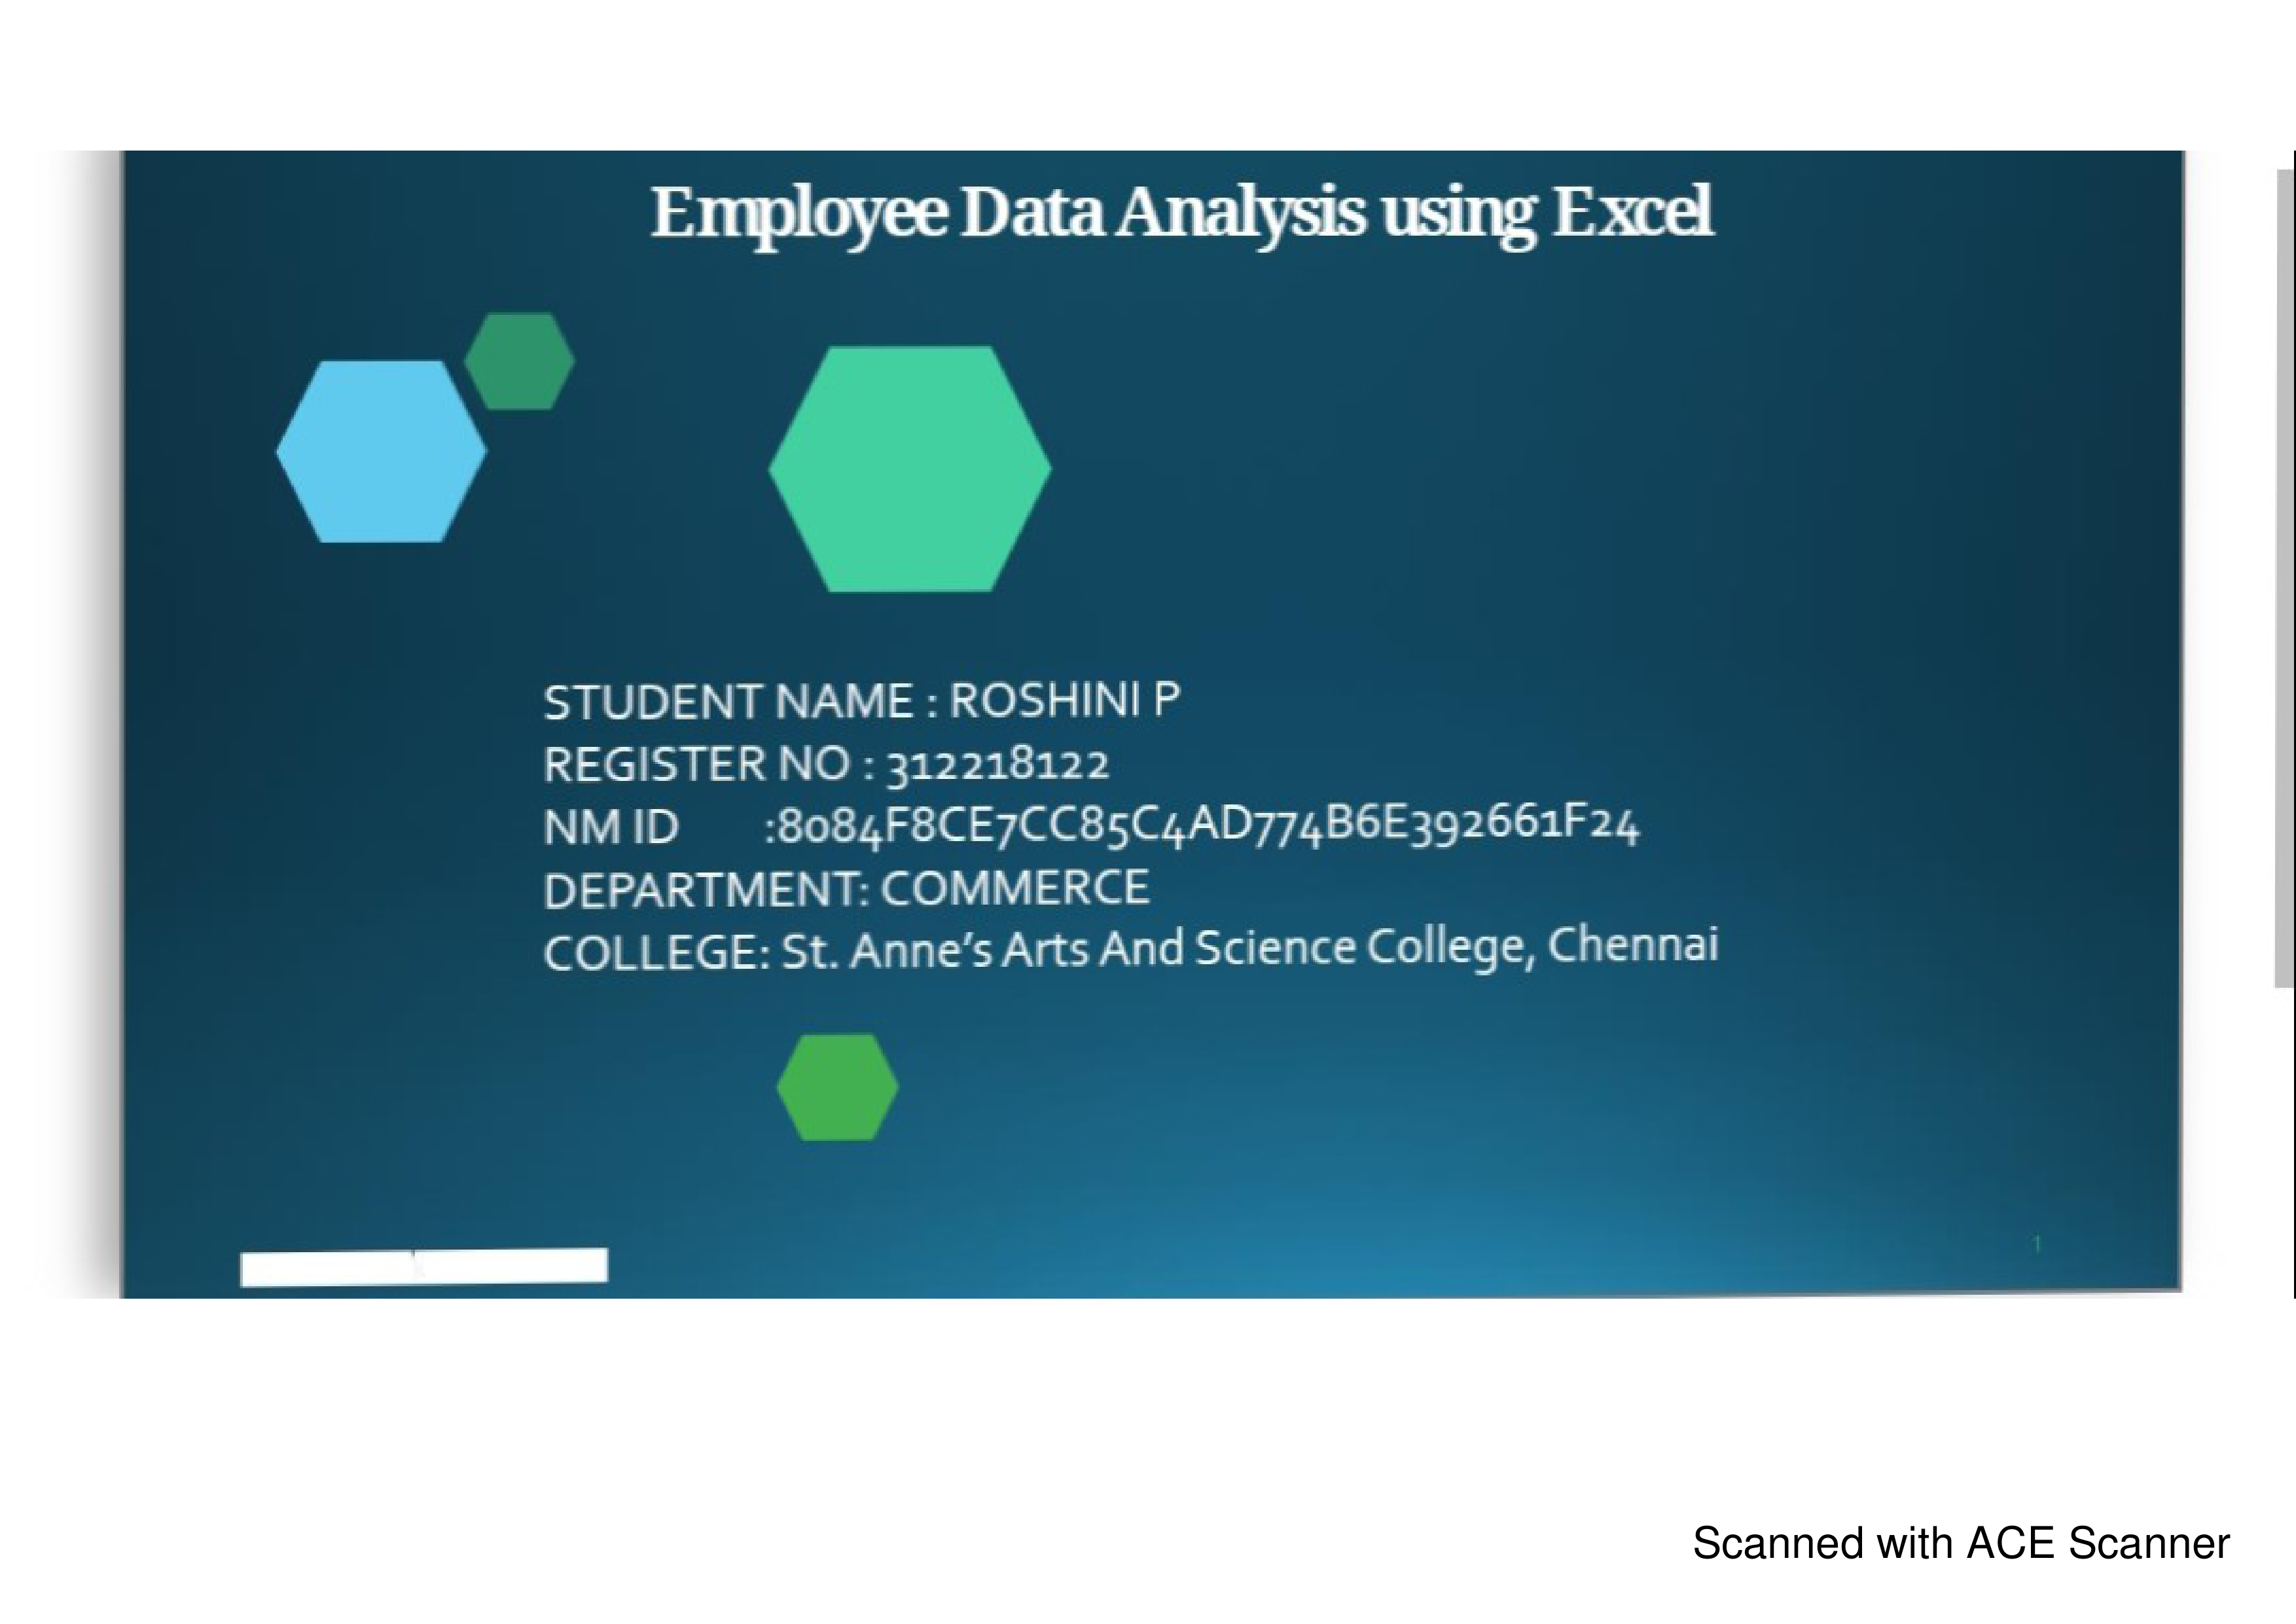 Employee Data Analysis using Excel
STUDENT NAME : ROSHINI P
REGISTER NO : 312218122
NM ID :8084F8CE7CC85C4AD774B6E392661F24
DEPARTMENT: COMMERCE
COLLEGE: St. Anne's Arts And Science College, Chennai
1
Scanned with ACE Scanner